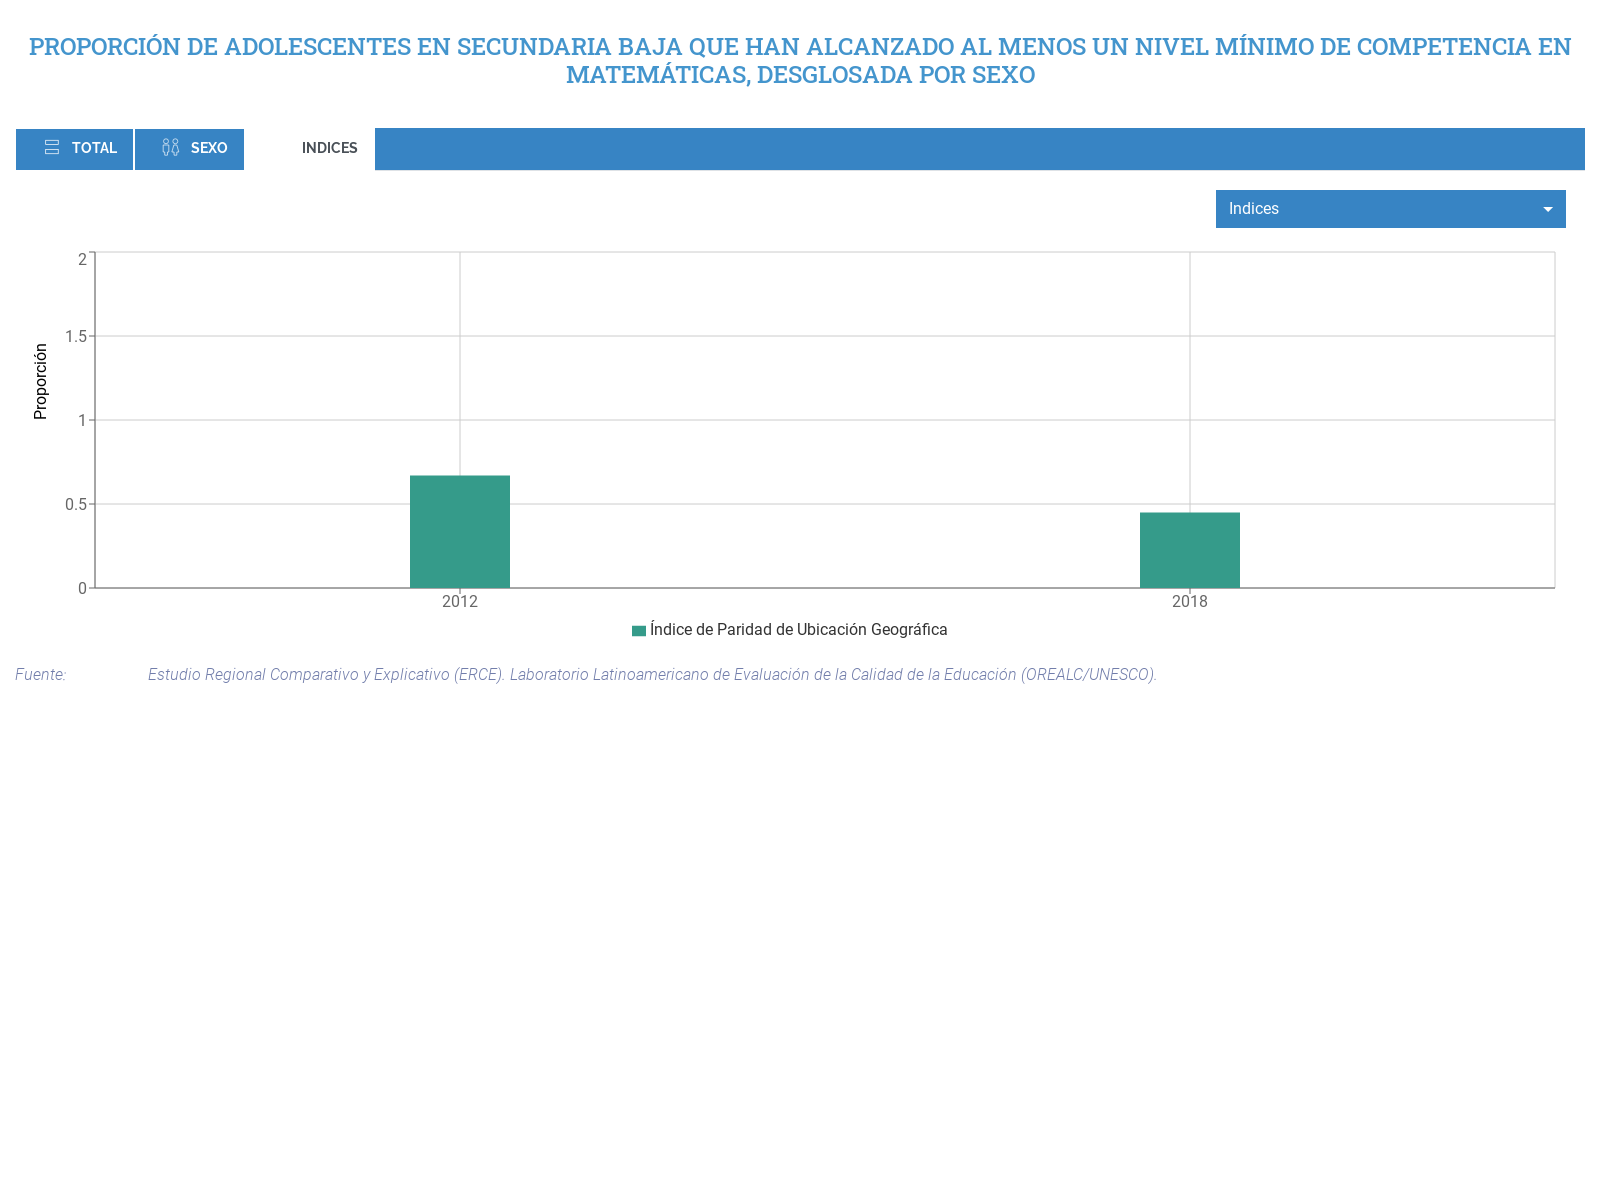 PROPORCIÓN DE ADOLESCENTES EN SECUNDARIA BAJA QUE HAN ALCANZADO AL MENOS UN NIVEL MÍNIMO DE COMPETENCIA EN
MATEMÁTICAS, DESGLOSADA POR SEXO
TOTAL
SEXO
INDICES
Indices
Proporción
2
1.5
1
0.5
0
2012
2018
Índice de Paridad de Ubicación Geográfica
Fuente: Estudio Regional Comparativo y Explicativo (ERCE). Laboratorio Latinoamericano de Evaluación de la Calidad de la Educación (OREALC/UNESCO).